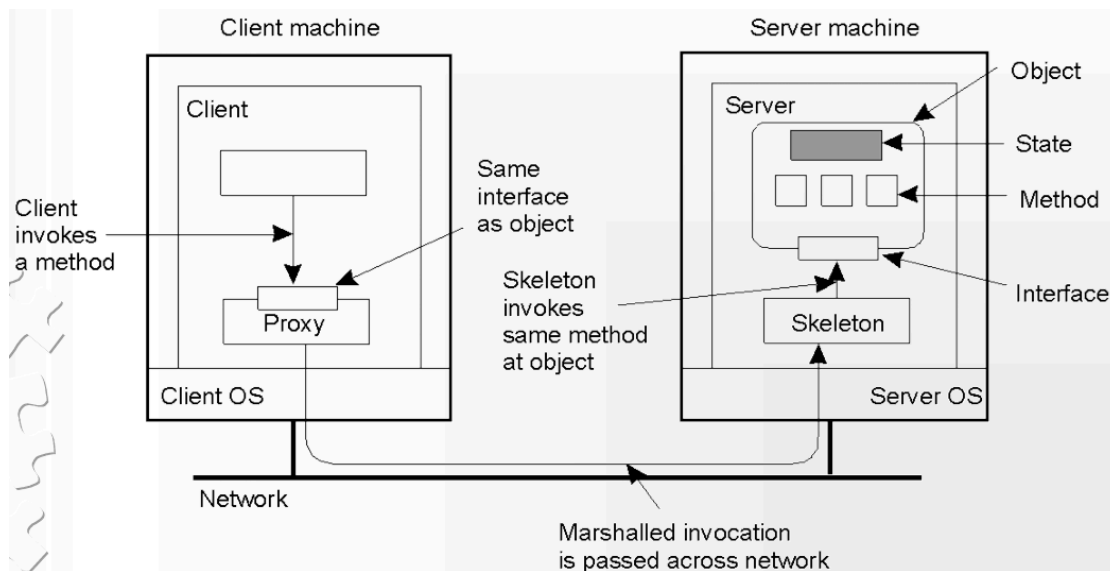 Client machine
Server machine
Client
Server
Object
State
Method
Interface
Same
interface
as object
Client
invokes
a method
Proxy
Skeleton
invokes
same method
at object
Skeleton
Client OS
Server OS
Network
Marshalled invocation
is passed across network